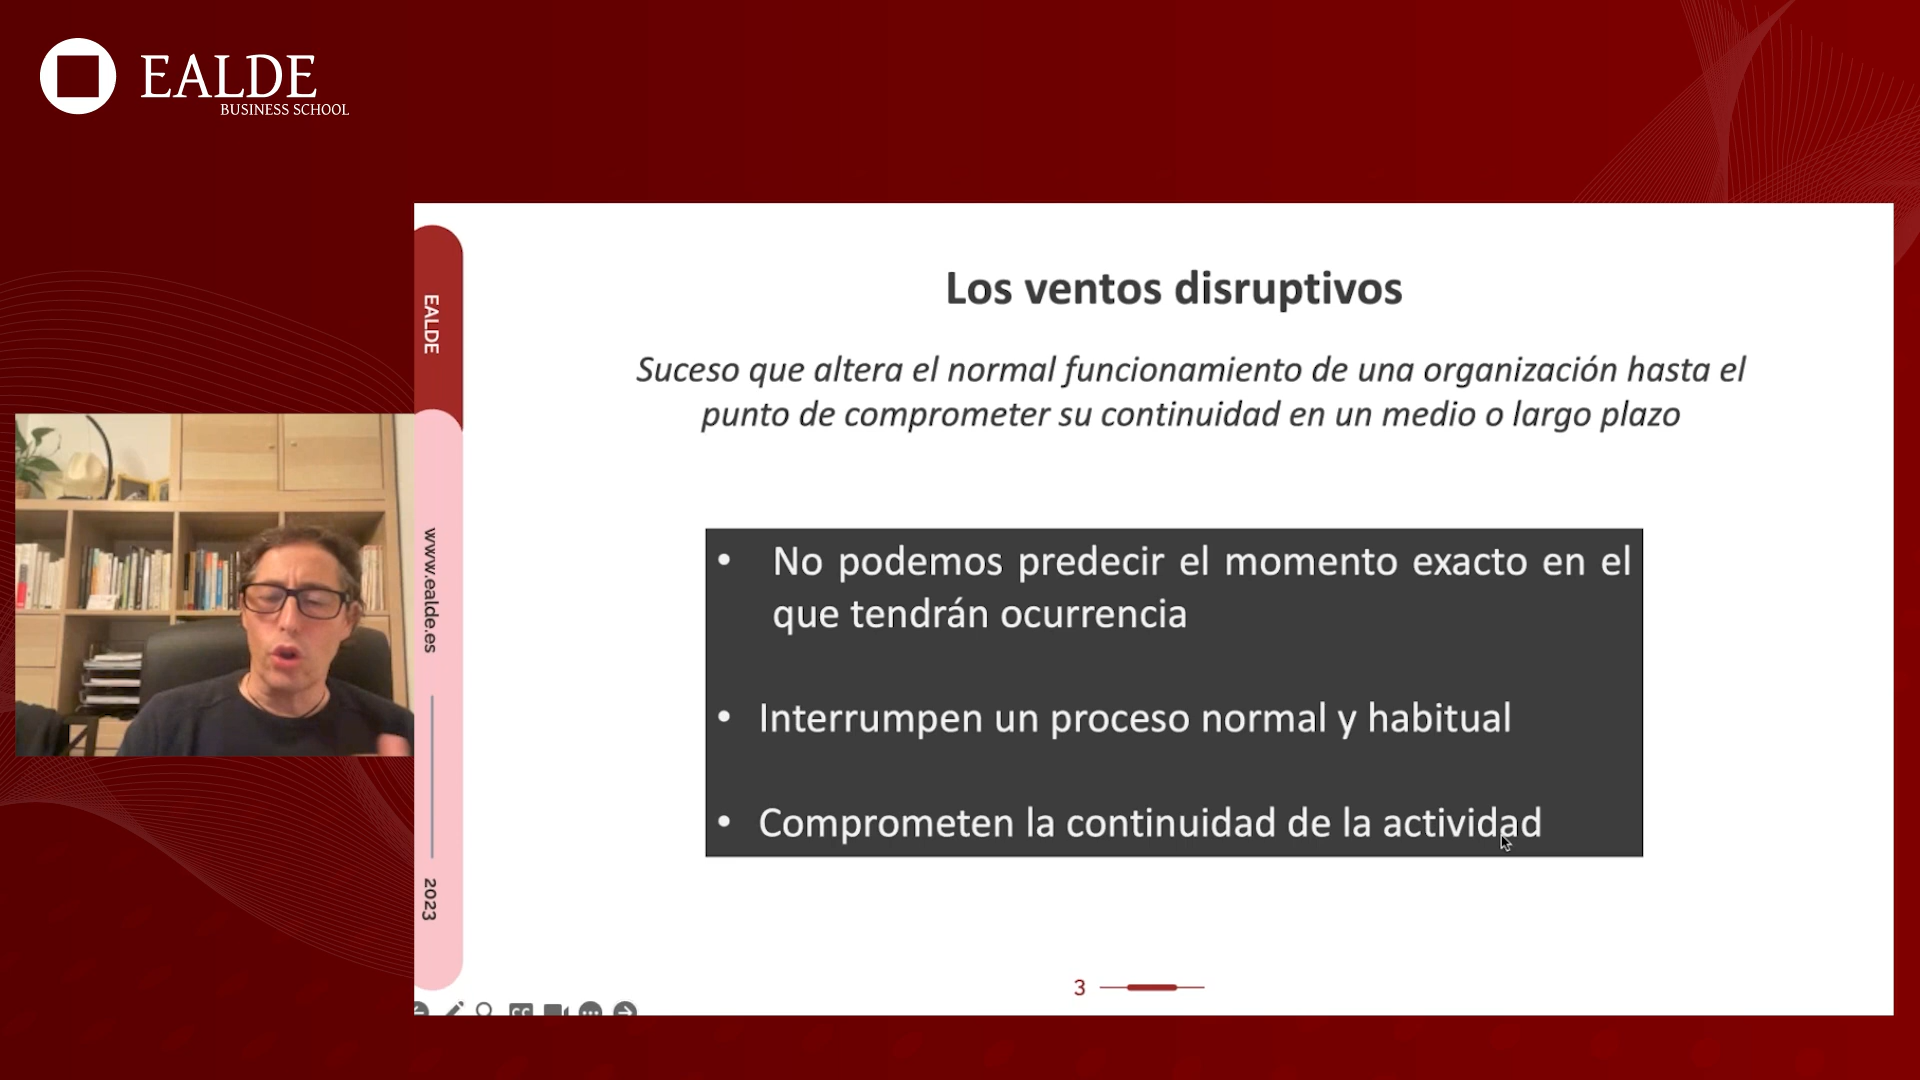 EALDE
BUSINESS SCHOOL
EALDE
www.ealde.es
2023
Los ventos disruptivos
Suceso que altera el normal funcionamiento de una organización hasta el
punto de comprometer su continuidad en un medio o largo plazo
• No podemos predecir el momento exacto en el
que tendrán ocurrencia
• Interrumpen un proceso normal y habitual
• Comprometen la continuidad de la actividad
3